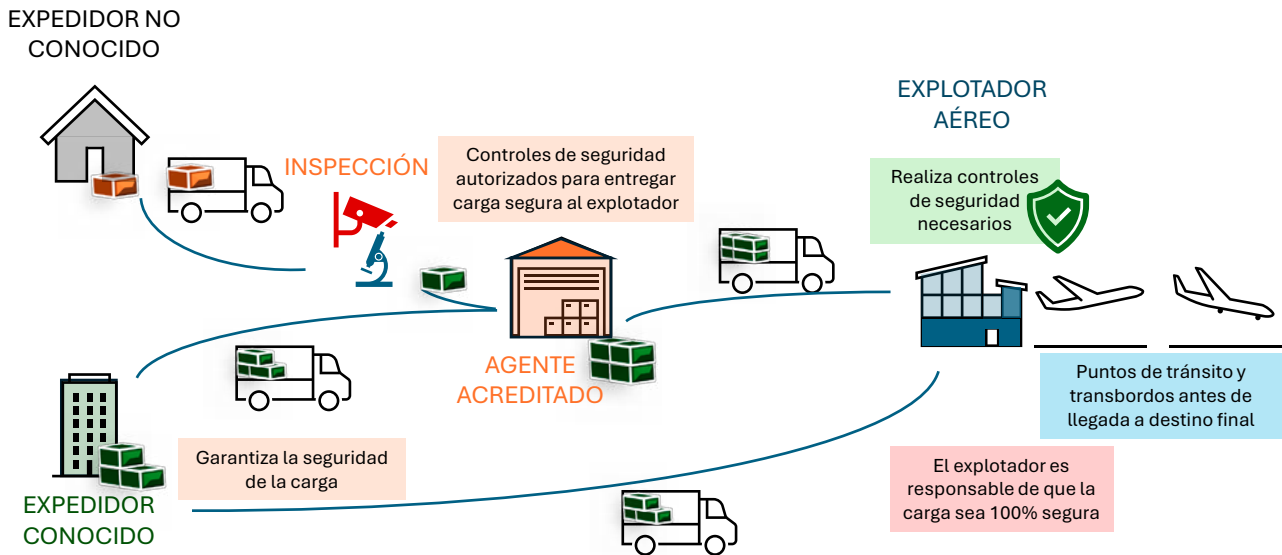 EXPEDIDOR NO
CONOCIDO
INSPECCIÓN
Controles de seguridad
autorizados para entregar
carga segura al explotador
EXPLOTADOR
AÉREO
Realiza controles
de seguridad
necesarios
AGENTE
ACREDITADO
Puntos de tránsito y
transbordos antes de
llegada a destino final
Garantiza la seguridad
de la carga
El explotador es
responsable de que la
carga sea 100% segura
EXPEDIDOR
CONOCIDO